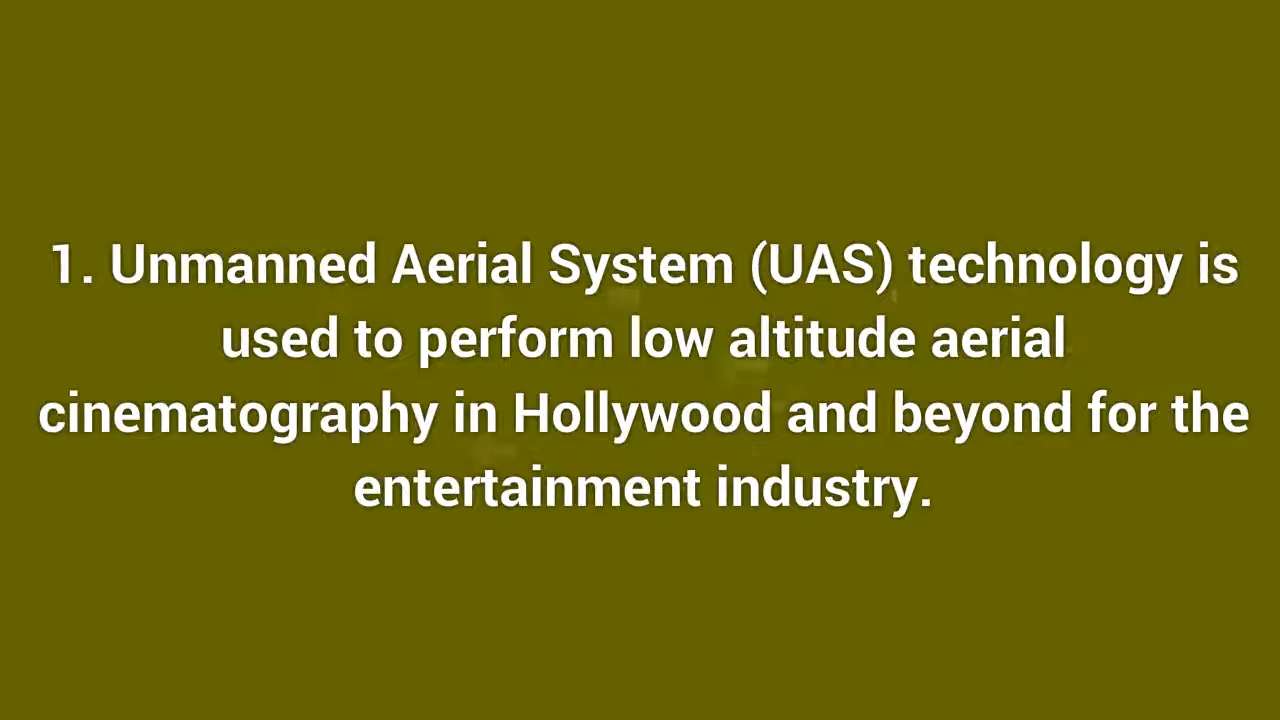 1. Unmanned Aerial System (UAS) technology is
used to perform low altitude aerial
cinematography in Hollywood and beyond for the
entertainment industry.